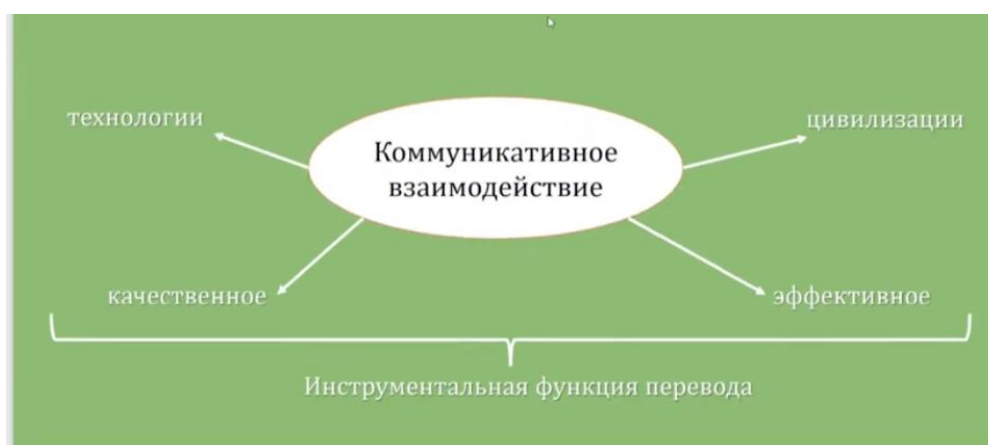 технологии
цивилизации
Коммуникативное
взаимодействие
качественное
эффективное
Инструментальная функция перевода